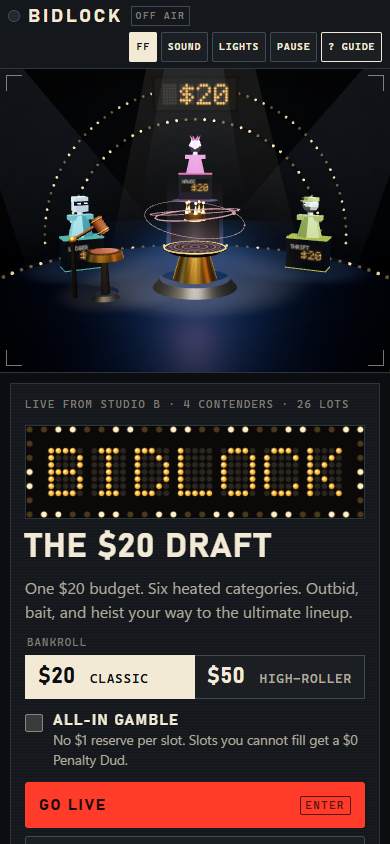 BIDLOCK OFF AIR
FF SOUND LIGHTS PAUSE ? GUIDE
$20
$20
THRIFT
$20
LIVE FROM STUDIO B · 4 CONTENDERS · 26 LOTS
BIDLOCK
THE $20 DRAFT
One $20 budget. Six heated categories. Outbid,
bait, and heist your way to the ultimate lineup.
BANKROLL
$20 CLASSIC $50 HIGH-ROLLER
ALL-IN GAMBLE
No $1 reserve per slot. Slots you cannot fill get a $0
Penalty Dud.
GO LIVE ENTER